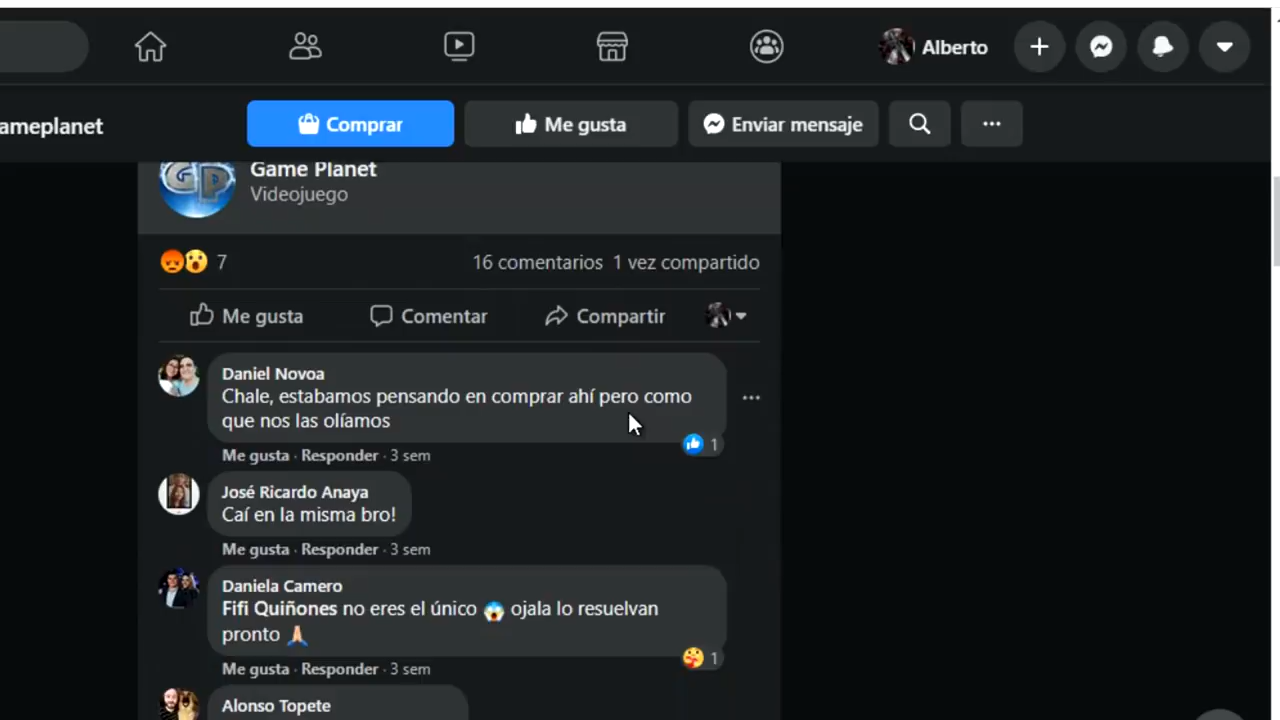 Alberto
ameplanet
Comprar
Me gusta
Enviar mensaje
GP
Game Planet
Videojuego
7
16 comentarios 1 vez compartido
Me gusta
Comentar
Compartir
Daniel Novoa
Chale, estabamos pensando en comprar ahí pero como
que nos las olíamos
1
Me gusta · Responder · 3 sem
José Ricardo Anaya
Caí en la misma bro!
Me gusta · Responder · 3 sem
Daniela Camero
Fifi Quiñones no eres el único 😱 ojala lo resuelvan
pronto 🙏🏻
1
Me gusta · Responder · 3 sem
Alonso Topete